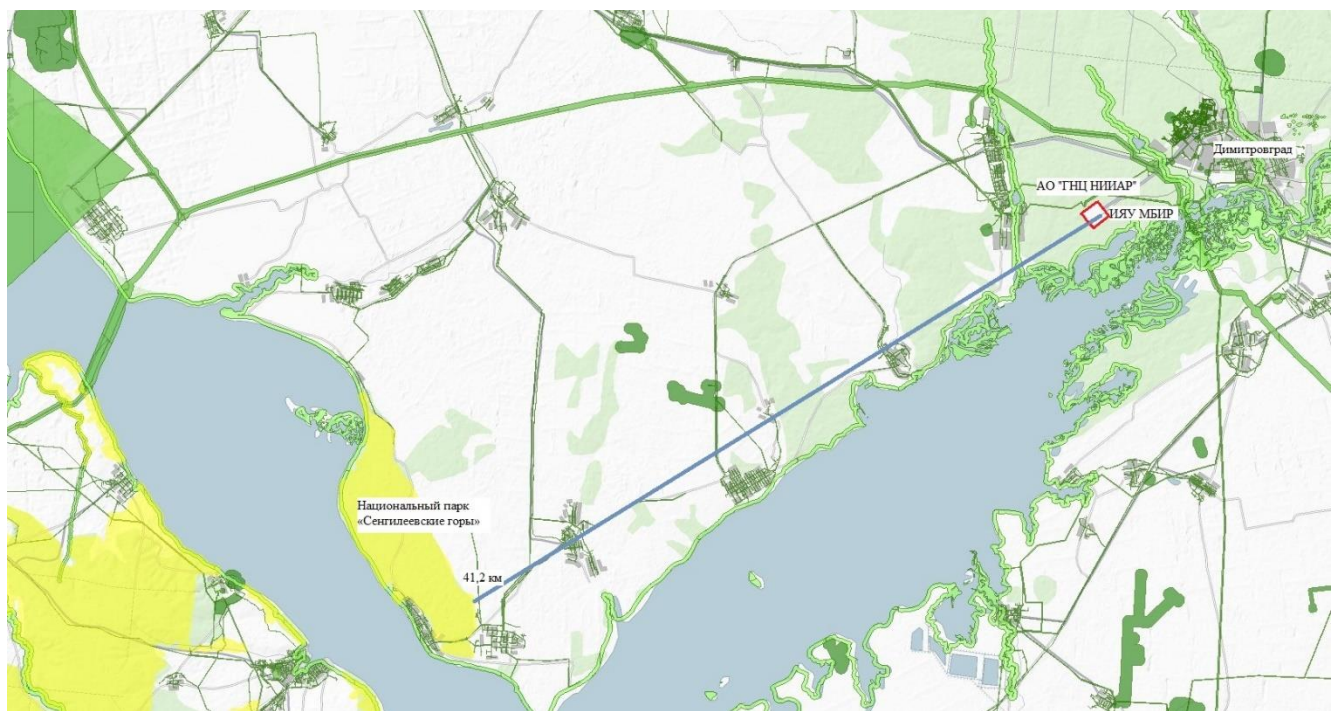 Димитровград
АО "ГНЦ НИИАР"
ИЯУ МБИР
Национальный парк
«Сенгилеевские горы»
41,2 км